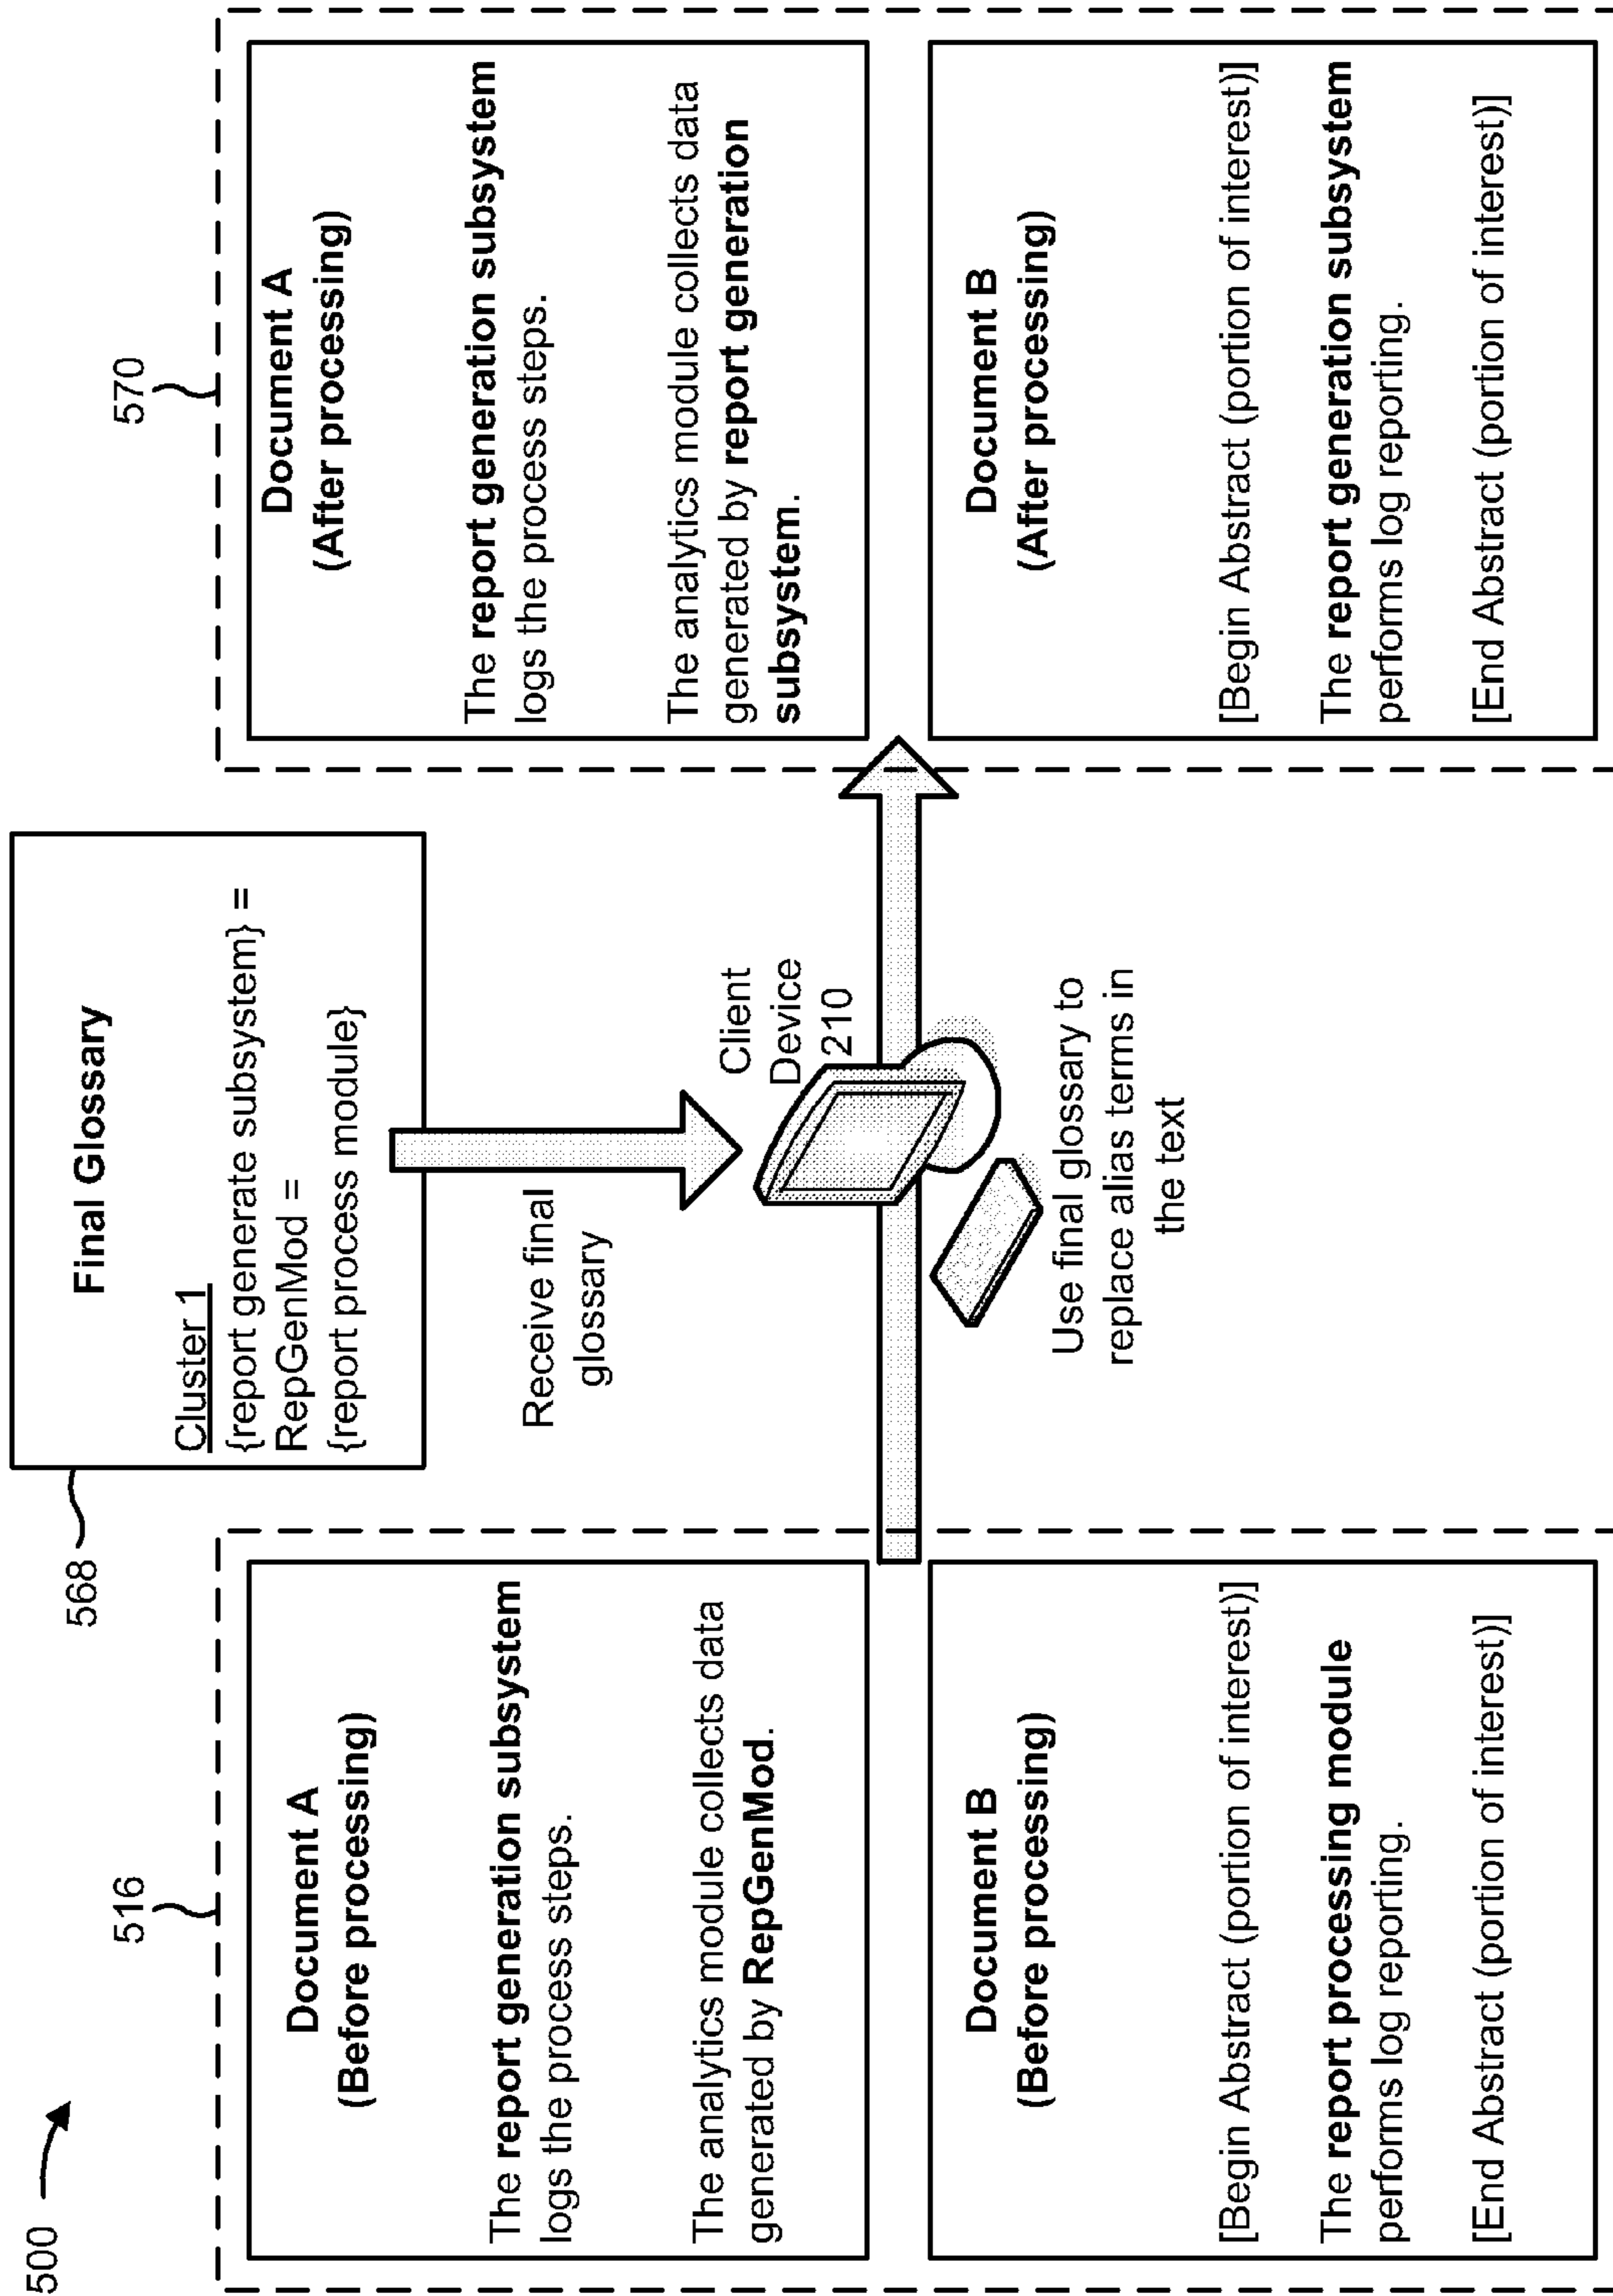 500
516
Document A
(Before processing)
The report generation subsystem
logs the process steps.
The analytics module collects data
generated by RepGenMod.
Document B
(Before processing)
[Begin Abstract (portion of interest)]
The report processing module
performs log reporting.
[End Abstract (portion of interest)]
568
Final Glossary
Cluster 1
{report generate subsystem} =
RepGenMod =
{report process module}
Receive final
glossary
Client
Device
210
Use final glossary to
replace alias terms in
the text
570
Document A
(After processing)
The report generation subsystem
logs the process steps.
The analytics module collects data
generated by report generation
subsystem.
Document B
(After processing)
[Begin Abstract (portion of interest)]
The report generation subsystem
performs log reporting.
[End Abstract (portion of interest)]